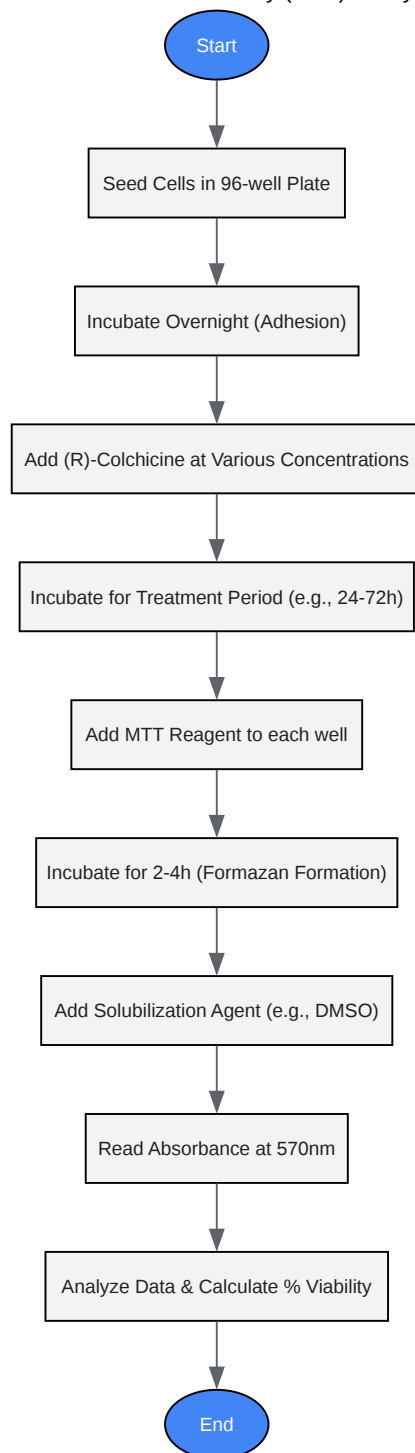 Start
Seed Cells in 96-well Plate
Incubate Overnight (Adhesion)
Add (R)-Colchicine at Various Concentrations
Incubate for Treatment Period (e.g., 24-72h)
Add MTT Reagent to each well
Incubate for 2-4h (Formazan Formation)
Add Solubilization Agent (e.g., DMSO)
Read Absorbance at 570nm
Analyze Data & Calculate % Viability
End